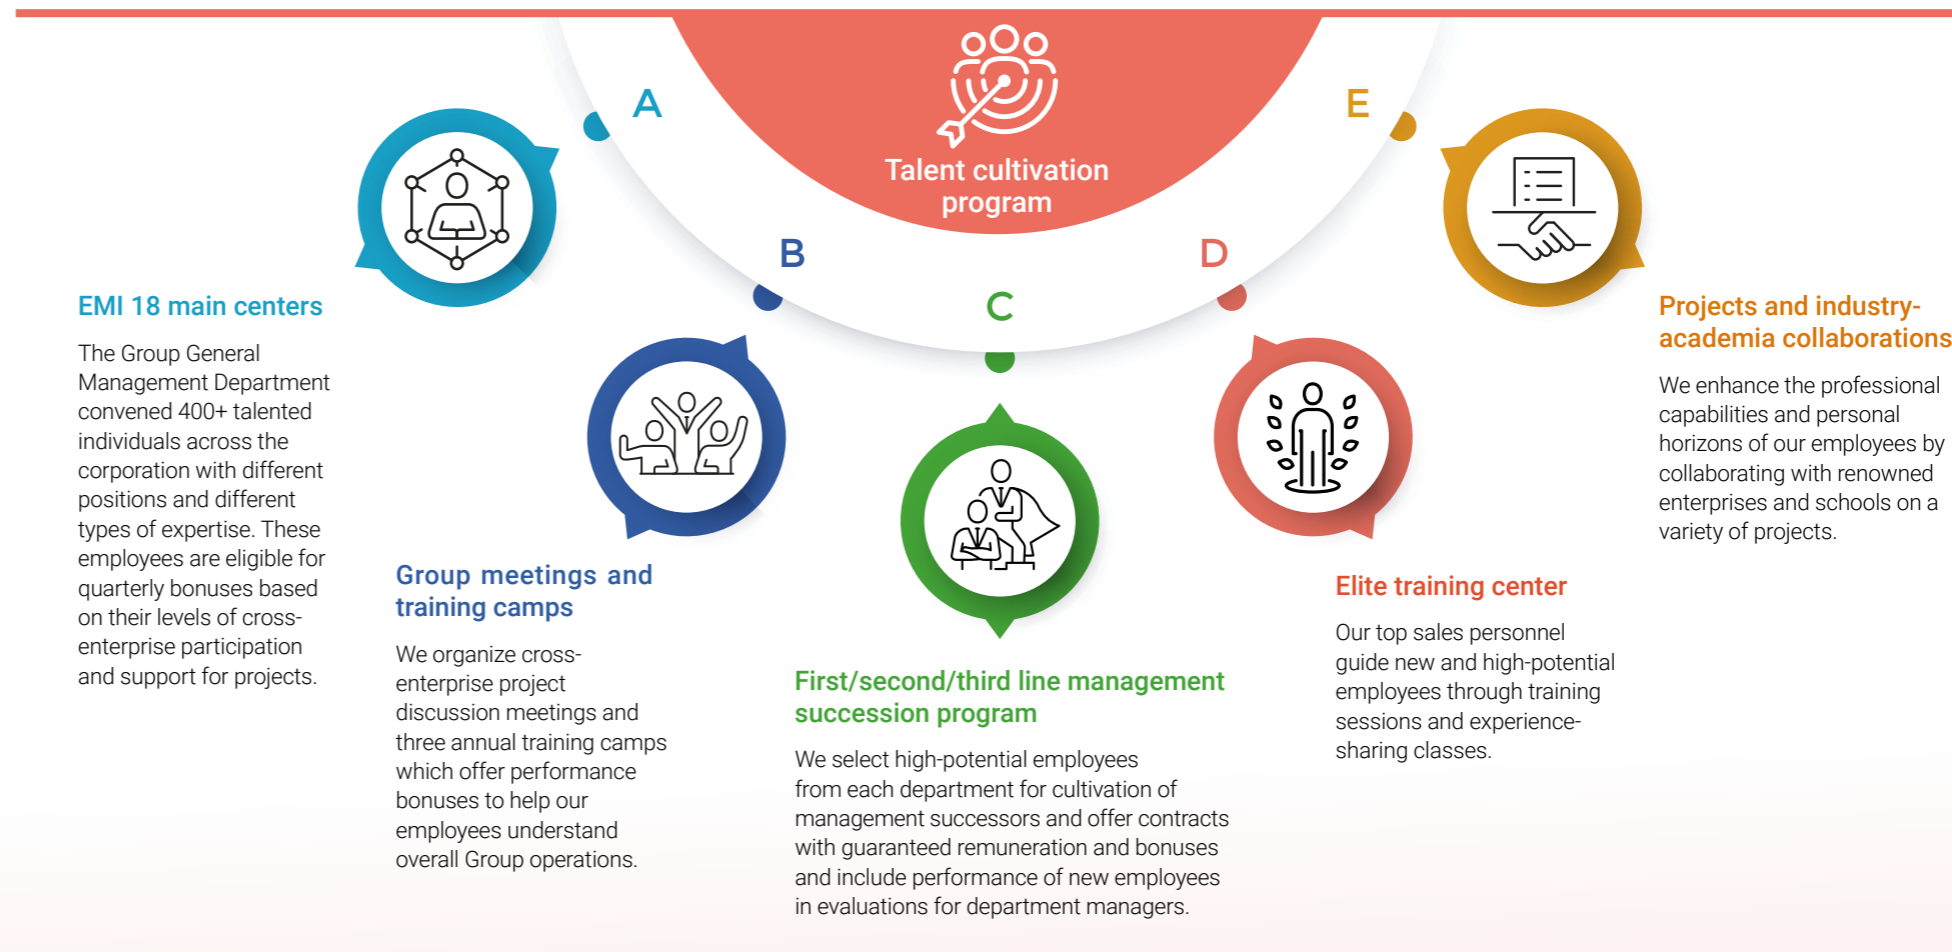 Talent cultivation
program
A
B
C
D
E
EMI 18 main centers
The Group General
Management Department
convened 400+ talented
individuals across the
corporation with different
positions and different
types of expertise. These
employees are eligible for
quarterly bonuses based
on their levels of cross-
enterprise participation
and support for projects.
Group meetings and
training camps
We organize cross-
enterprise project
discussion meetings and
three annual training camps
which offer performance
bonuses to help our
employees understand
overall Group operations.
First/second/third line management
succession program
We select high-potential employees
from each department for cultivation of
management successors and offer contracts
with guaranteed remuneration and bonuses
and include performance of new employees
in evaluations for department managers.
Elite training center
Our top sales personnel
guide new and high-potential
employees through training
sessions and experience-
sharing classes.
Projects and industry-
academia collaborations
We enhance the professional
capabilities and personal
horizons of our employees by
collaborating with renowned
enterprises and schools on a
variety of projects.